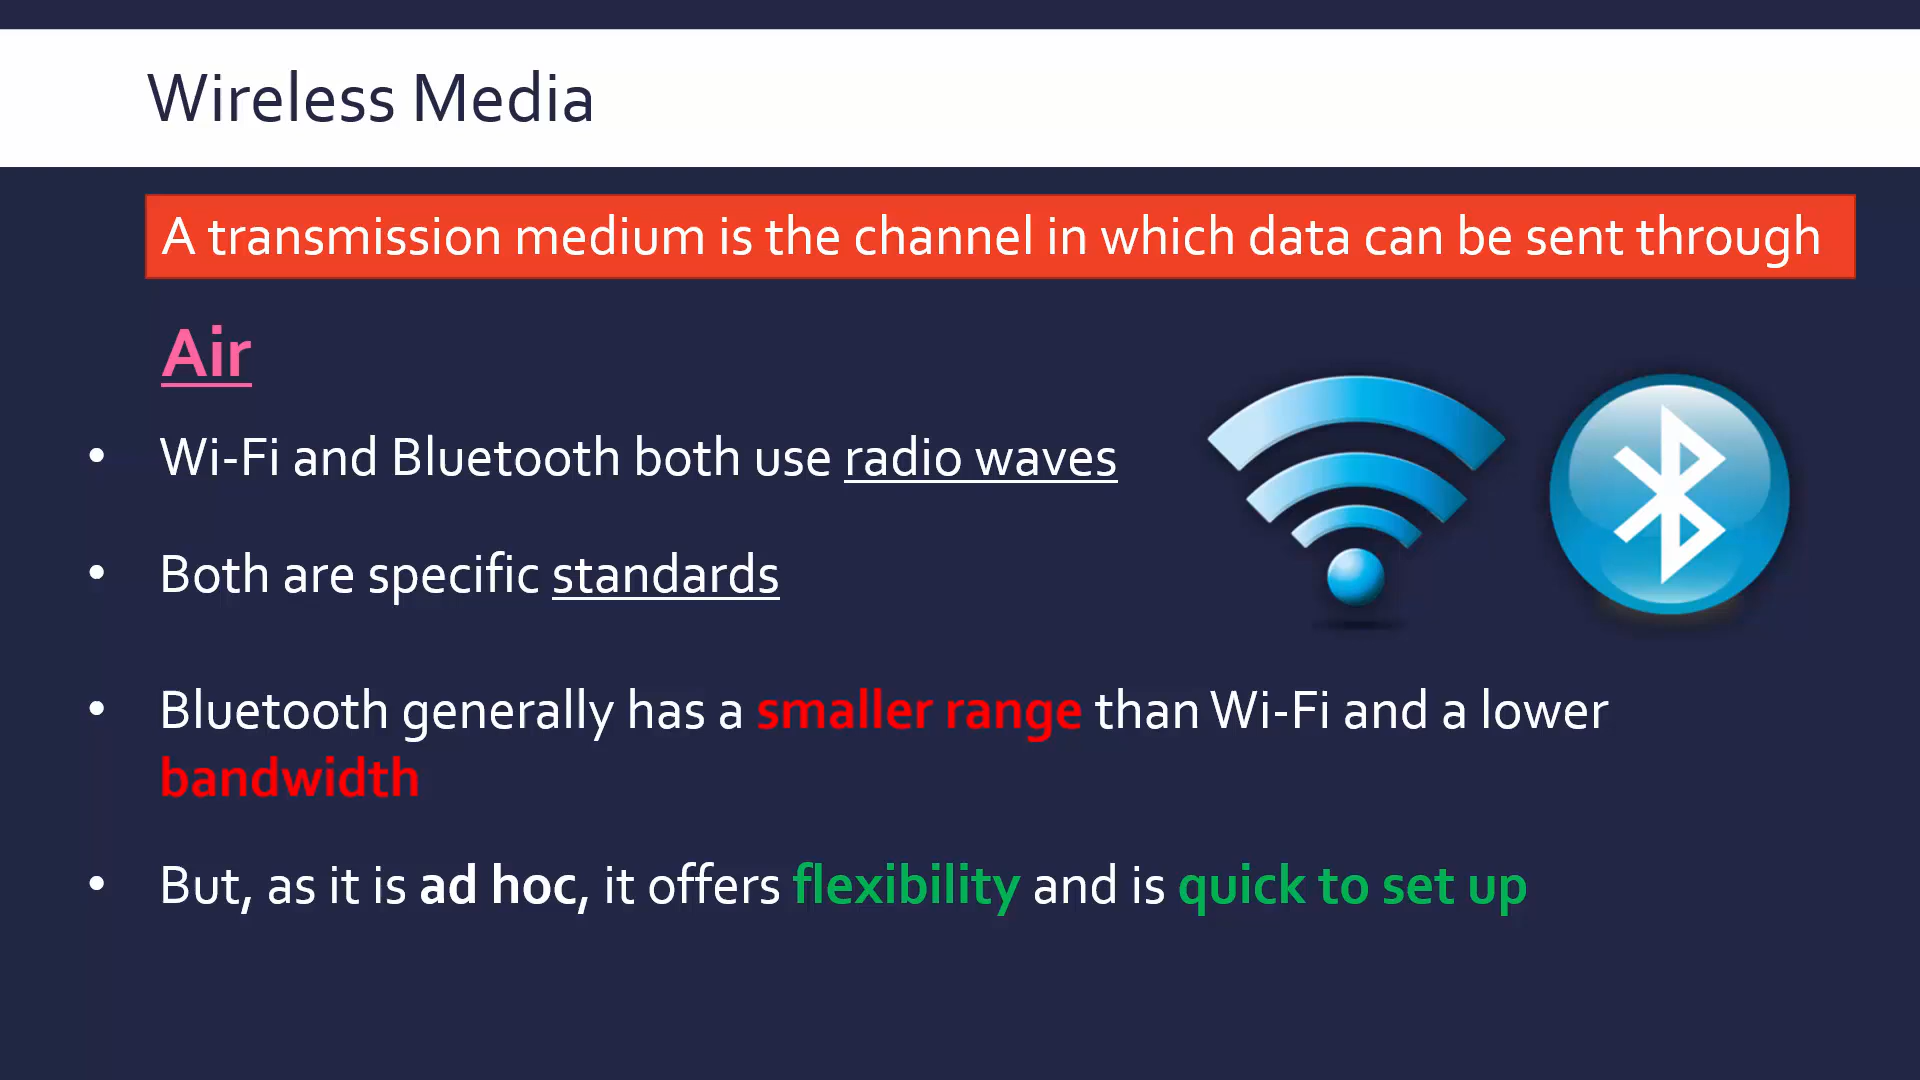 Wireless Media
A transmission medium is the channel in which data can be sent through
Air
• Wi-Fi and Bluetooth both use radio waves
• Both are specific standards
• Bluetooth generally has a smaller range than Wi-Fi and a lower
bandwidth
• But, as it is ad hoc, it offers flexibility and is quick to set up